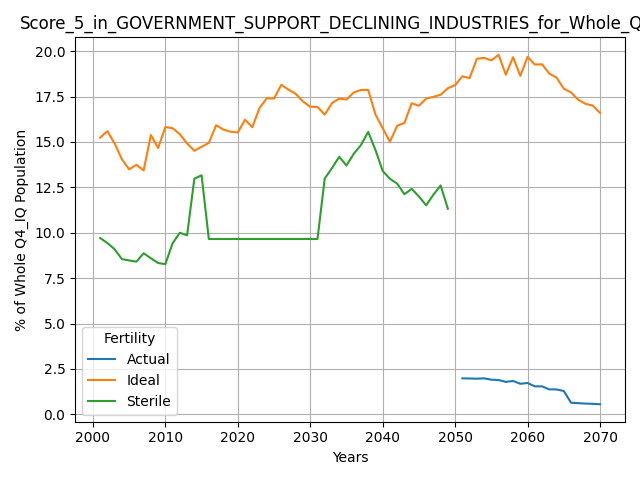 Score_5_in_GOVERNMENT_SUPPORT_DECLINING_INDUSTRIES_for_Whole_Q
% of Whole Q4_IQ Population
20.0
17.5
15.0
12.5
10.0
7.5
5.0
2.5
0.0
Fertility
Actual
Ideal
Sterile
2000 2010 2020 2030 2040 2050 2060 2070
Years